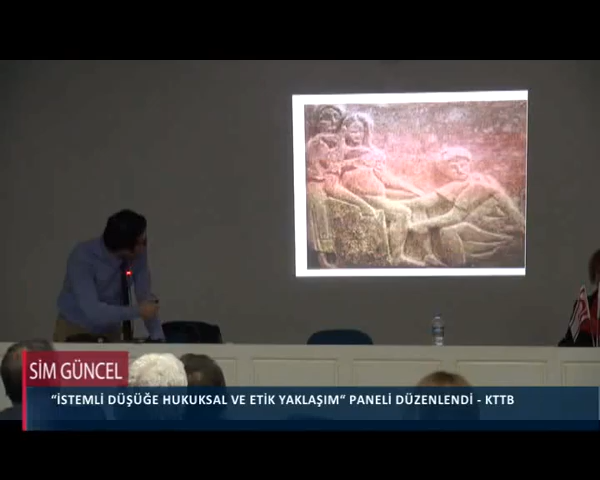 SİM GÜNCEL
“İSTEMLİ DÜŞÜĞE HUKUKSAL VE ETİK YAKLAŞIM“ PANELİ DÜZENLENDİ - KTTB